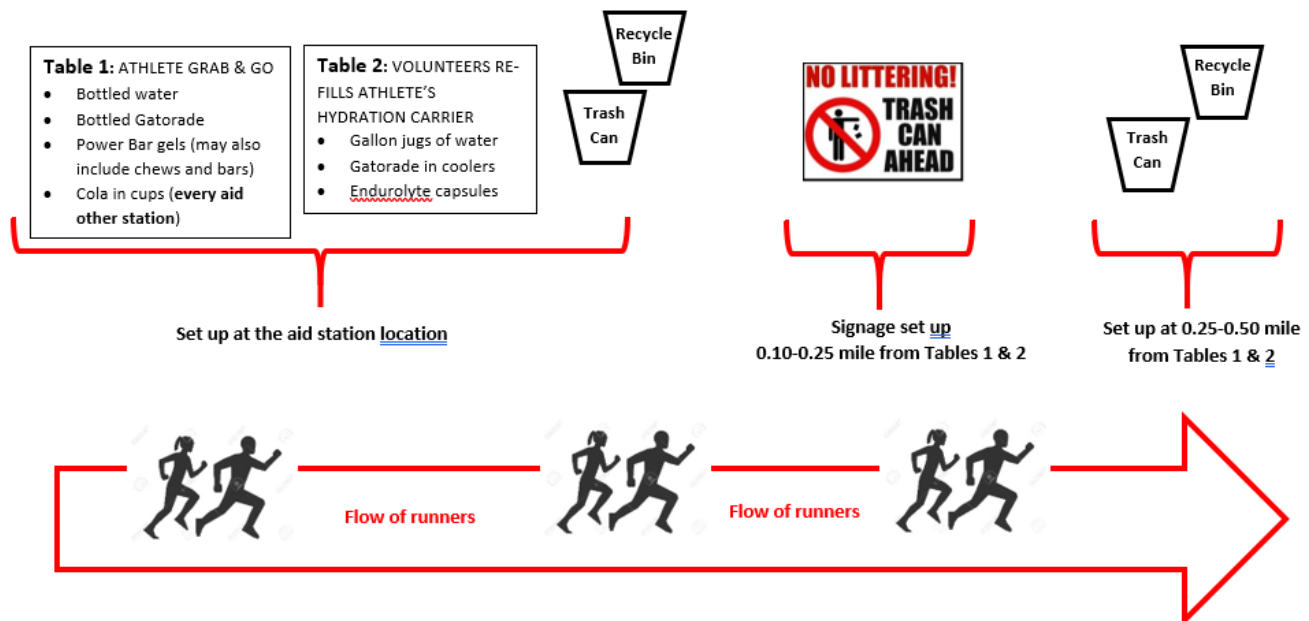 Table 1: ATHLETE GRAB & GO
• Bottled water
• Bottled Gatorade
• Power Bar gels (may also
include chews and bars)
• Cola in cups (every aid
other station)
Table 2: VOLUNTEERS RE-
FILLS ATHLETE'S
HYDRATION CARRIER
• Gallon jugs of water
• Gatorade in coolers
• Endurolyte capsules
Recycle
Bin
Trash
Can
NO LITTERING!
TRASH
CAN
AHEAD
Recycle
Bin
Trash
Can
Set up at the aid station location
Signage set up
0.10-0.25 mile from Tables 1 & 2
Set up at 0.25-0.50 mile
from Tables 1 & 2
Flow of runners
Flow of runners